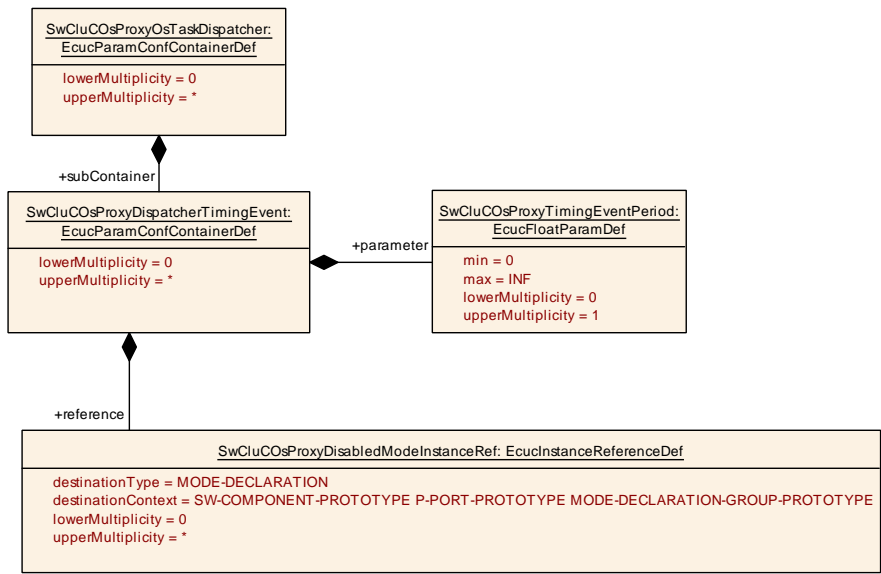 SwCluCOsProxyOsTaskDispatcher:
EcucParamConfContainerDef
lowerMultiplicity = 0
upperMultiplicity = *
+subContainer
SwCluCOsProxyDispatcherTimingEvent:
EcucParamConfContainerDef
lowerMultiplicity = 0
upperMultiplicity = *
+parameter
SwCluCOsProxyTimingEventPeriod:
EcucFloatParamDef
min = 0
max = INF
lowerMultiplicity = 0
upperMultiplicity = 1
+reference
SwCluCOsProxyDisabledModeInstanceRef: EcucInstanceReferenceDef
destinationType = MODE-DECLARATION
destinationContext = SW-COMPONENT-PROTOTYPE P-PORT-PROTOTYPE MODE-DECLARATION-GROUP-PROTOTYPE
lowerMultiplicity = 0
upperMultiplicity = *